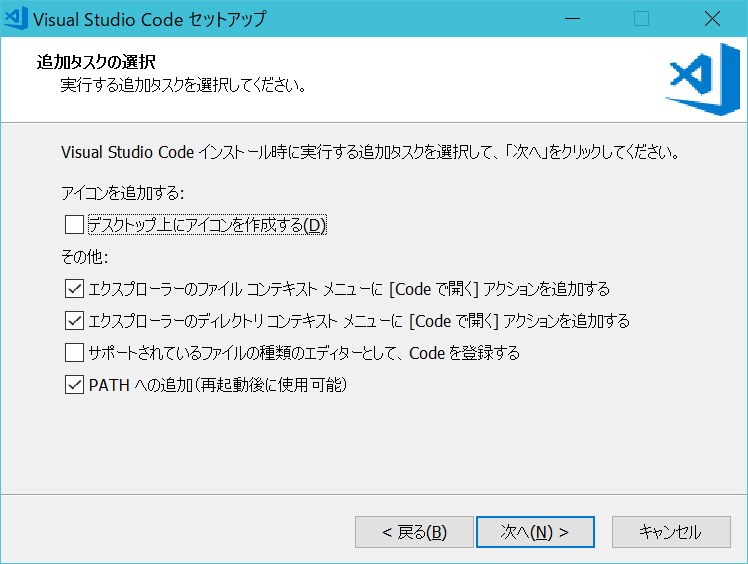 Visual Studio Code セットアップ
追加タスクの選択
実行する追加タスクを選択してください。
Visual Studio Code インストール時に実行する追加タスクを選択して、「次へ」をクリックしてください。
アイコンを追加する:
デスクトップ上にアイコンを作成する(D)
その他:
エクスプローラーのファイル コンテキスト メニューに [Code で開く] アクションを追加する
エクスプローラーのディレクトリ コンテキスト メニューに [Code で開く] アクションを追加する
サポートされているファイルの種類のエディターとして、Code を登録する
PATH への追加(再起動後に使用可能)
< 戻る(B) 次へ(N) > キャンセル